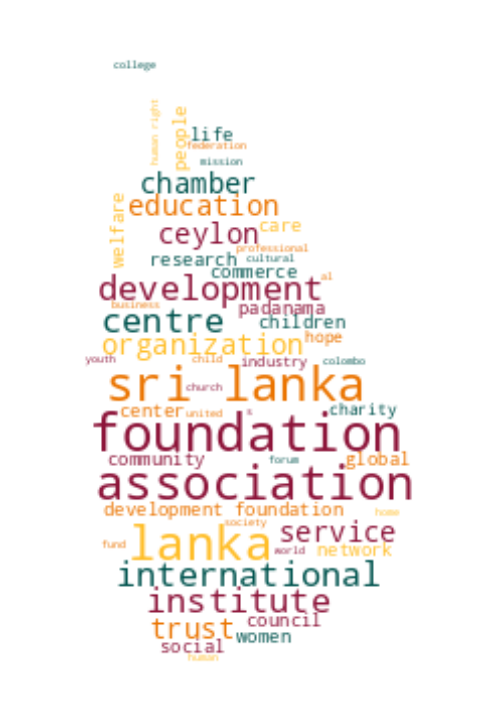 college
human right
people
life
federation
mission
chamber
welfare
education
care
ceylon
professional
research cultural
commerce
al
development
business
padanama
centre
children
organization
hope
youth
child
industry
colombo
sri lanka
church
center
united
s
charity
foundation
community
forum
global
association
development foundation
home
society
lanka
service
fund
world
network
international
institute
council
trust
women
social
human